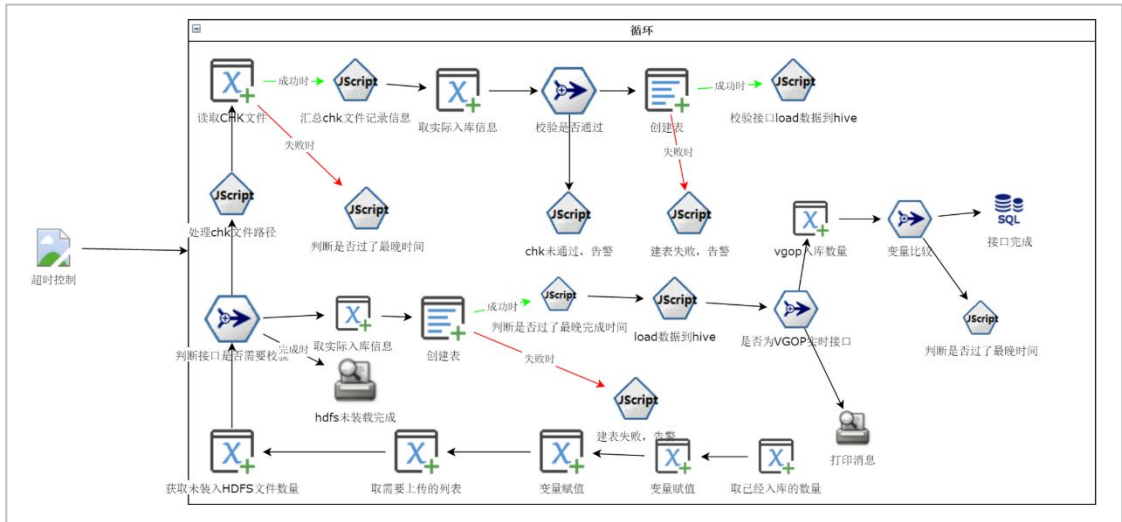 循环
成功时
JScript
成功时
JScript
读取CHK文件
汇总chk文件记录信息
取实际入库信息
校验是否通过
创建表
校验接口load数据到hive
失败时
失败时
JScript
JScript
JScript
JScript
处理chk文件路径
判断是否过了最晚时间
chk未通过，告警
建表失败，告警
vgop入库数量
变量比较
SQL
接口完成
超时控制
成功时
JScript
JScript
JScript
判断接口是否需要校验
完成时
取实际入库信息
创建表
判断是否过了最晚完成时间
load数据到hive
是否为VGOP实时接口
判断是否过了最晚时间
失败时
hdfs未装载完成
JScript
建表失败，告警
打印消息
获取未装入HDFS文件数量
取需要上传的列表
变量赋值
变量赋值
取已经入库的数量